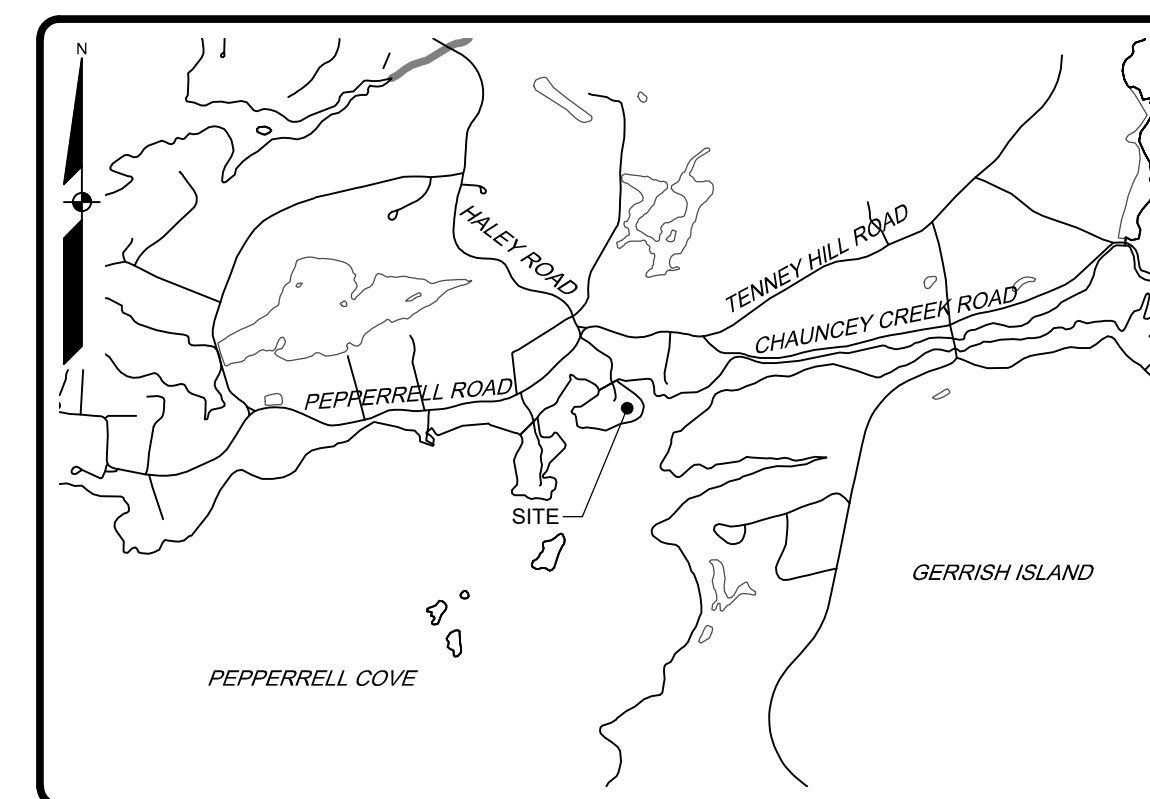 N
HALEY ROAD
TENNEY HILL ROAD
CHAUNCEY CREEK ROAD
PEPPERRELL ROAD
SITE
GERRISH ISLAND
PEPPERRELL COVE